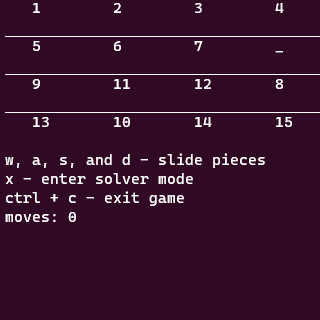 1 2 3 4
5 6 7 _
9 11 12 8
13 10 14 15
w, a, s, and d - slide pieces
x - enter solver mode
ctrl + c - exit game
moves: 0